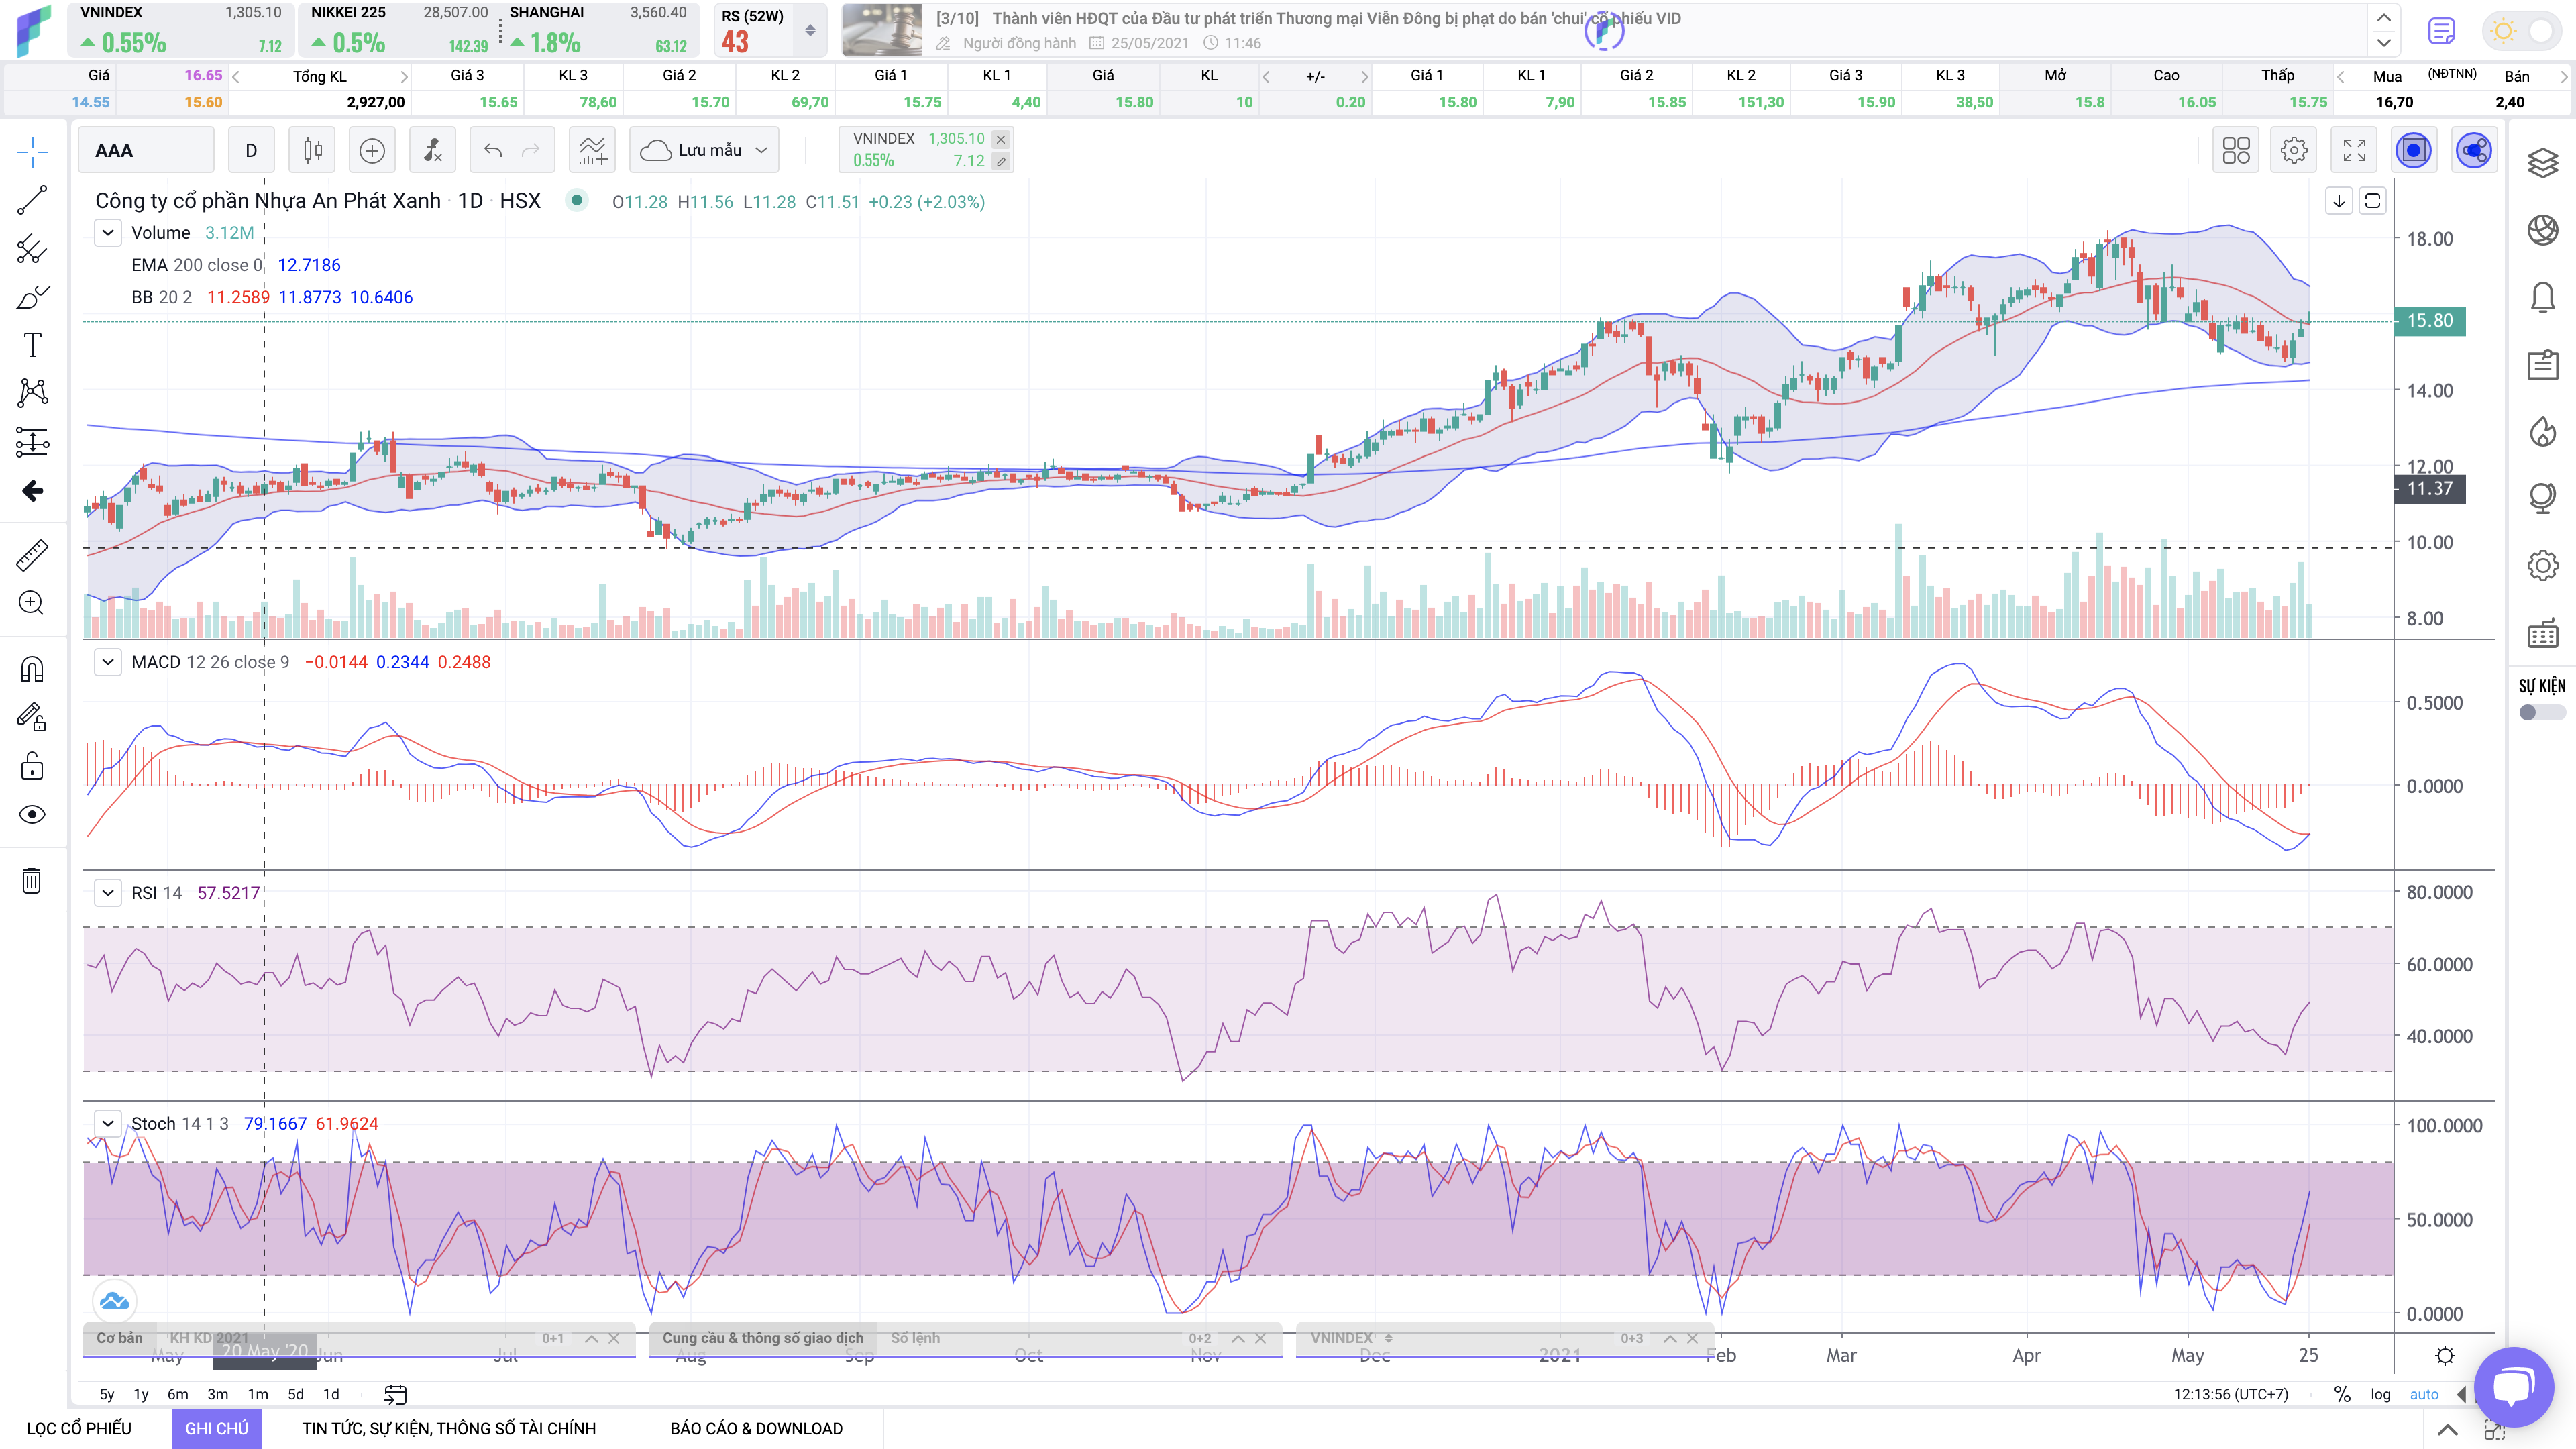 VNINDEX 1,305.10
0.55% 7.12
NIKKEI 225 28,507.00
0.5% 142.39
SHANGHAI 3,560.40
1.8% 63.12
RS (52W)
43
[3/10] Thành viên HĐQT của Đầu tư phát triển Thương mại Viễn Đông bị phạt do bán 'chui' cổ phiếu VID
Người đồng hành 25/05/2021 11:46
Giá 16.65 Tổng KL Giá 3 KL 3 Giá 2 KL 2 Giá 1 KL 1 Giá KL +/- Giá 1 KL 1 Giá 2 KL 2 Giá 3 KL 3 Mở Cao Thấp Mua (NĐTNN) Bán
14.55 15.60 2,927,00 15.65 78,60 15.70 69,70 15.75 4,40 15.80 10 0.20 15.80 7,90 15.85 151,30 15.90 38,50 15.8 16.05 15.75 16,70 2,40
AAA D Lưu mẫu
VNINDEX 1,305.10
0.55% 7.12
Công ty cổ phần Nhựa An Phát Xanh · 1D · HSX O11.28 H11.56 L11.28 C11.51 +0.23 (+2.03%)
Volume 3.12M
EMA 200 close 0 12.7186
BB 20 2 11.2589 11.8773 10.6406
18.00
15.80
14.00
12.00
11.37
10.00
8.00
MACD 12 26 close 9 −0.0144 0.2344 0.2488
0.5000
0.0000
RSI 14 57.5217
80.0000
60.0000
40.0000
Stoch 14 1 3 79.1667 61.9624
100.0000
50.0000
0.0000
SỰ KIỆN
Cơ bản KH KD 2021 0+1
Cung cầu & thông số giao dịch Sổ lệnh 0+2
VNINDEX 0+3
May 20 May '20 Jun Jul Aug Sep Oct Nov Dec 2021 Feb Mar Apr May 25
5y 1y 6m 3m 1m 5d 1d
12:13:56 (UTC+7) % log auto
LỌC CỔ PHIẾU GHI CHÚ TIN TỨC, SỰ KIỆN, THÔNG SỐ TÀI CHÍNH BÁO CÁO & DOWNLOAD